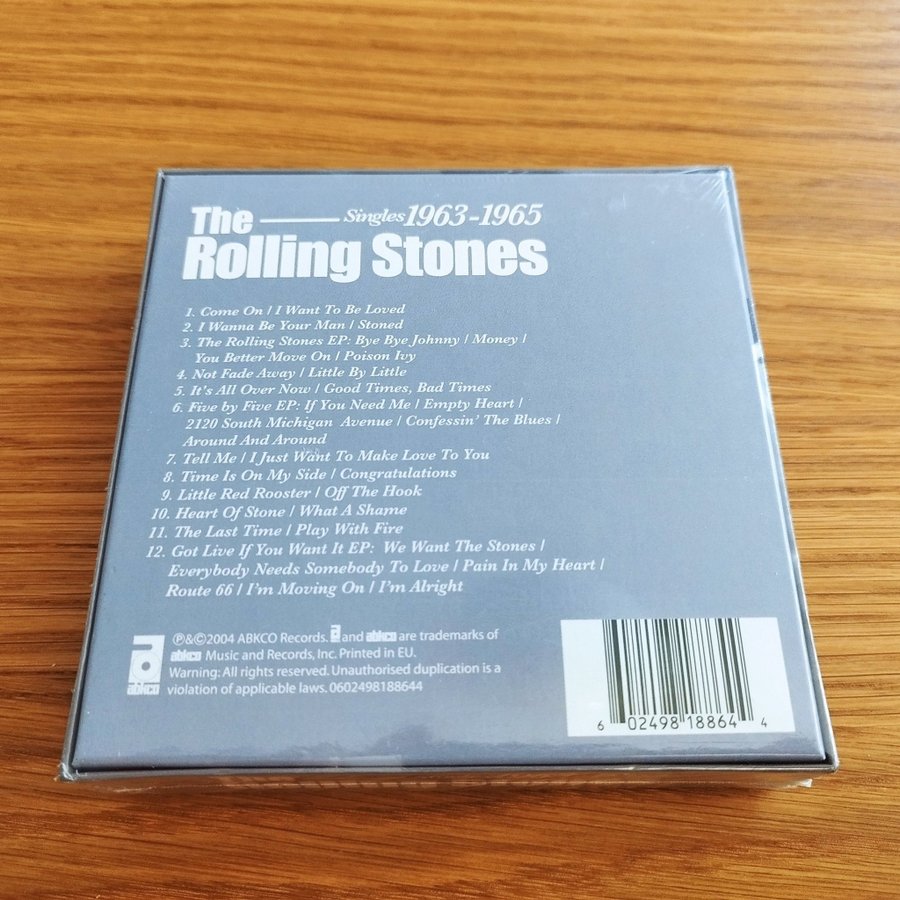 The Singles 1963-1965
Rolling Stones
1. Come On / I Want To Be Loved
2. I Wanna Be Your Man / Stoned
3. The Rolling Stones EP: Bye Bye Johnny / Money /
You Better Move On / Poison Ivy
4. Not Fade Away / Little By Little
5. It's All Over Now / Good Times, Bad Times
6. Five by Five EP: If You Need Me / Empty Heart /
2120 South Michigan Avenue / Confessin' The Blues /
Around And Around
7. Tell Me / I Just Want To Make Love To You
8. Time Is On My Side / Congratulations
9. Little Red Rooster / Off The Hook
10. Heart Of Stone / What A Shame
11. The Last Time / Play With Fire
12. Got Live If You Want It EP: We Want The Stones /
Everybody Needs Somebody To Love / Pain In My Heart /
Route 66 / I'm Moving On / I'm Alright
℗&©2004 ABKCO Records. a and abkco are trademarks of
abkco Music and Records, Inc. Printed in EU.
Warning: All rights reserved. Unauthorised duplication is a
violation of applicable laws. 0602498188644
a
abkco
6 02498 18864 4